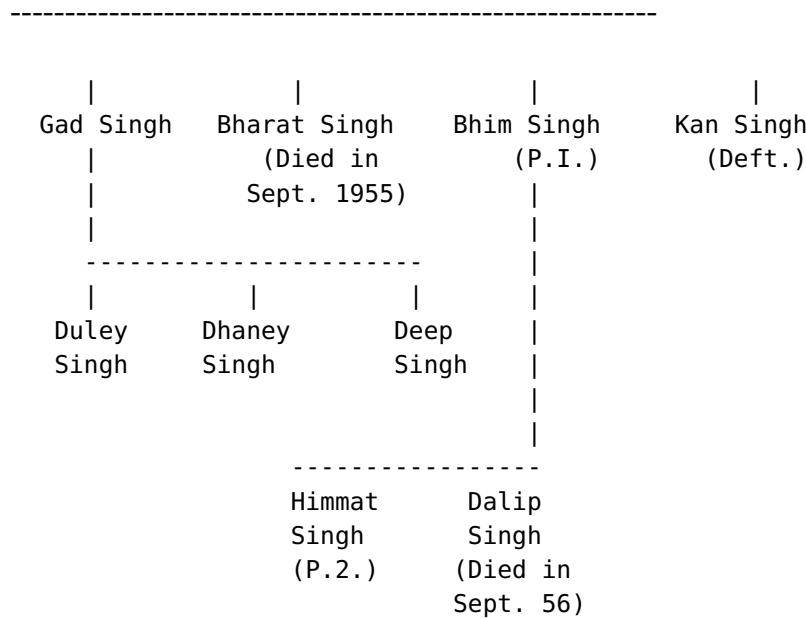 Gad Singh Bharat Singh Bhim Singh Kan Singh
(Died in (P.I.) (Deft.)
Sept. 1955)
Duley Dhaney Deep
Singh Singh Singh
Himmat Dalip
Singh Singh
(P.2.) (Died in
Sept. 56)